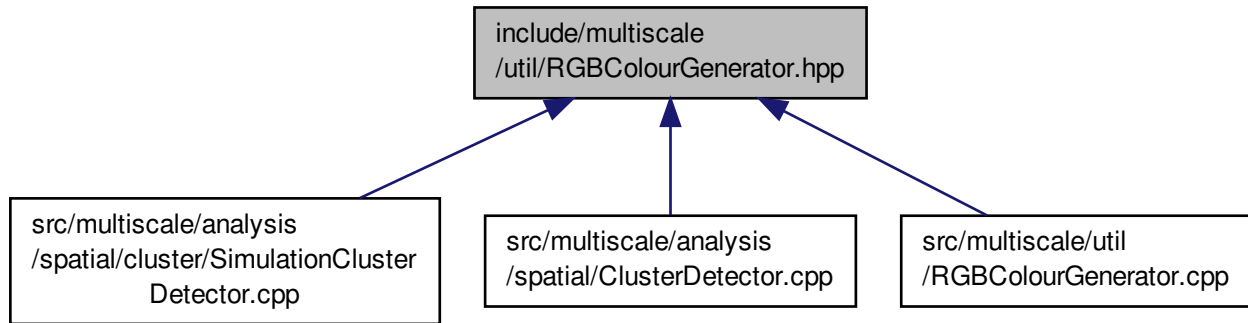 include/multiscale
/util/RGBColourGenerator.hpp
src/multiscale/analysis
/spatial/cluster/SimulationCluster
Detector.cpp
src/multiscale/analysis
/spatial/ClusterDetector.cpp
src/multiscale/util
/RGBColourGenerator.cpp